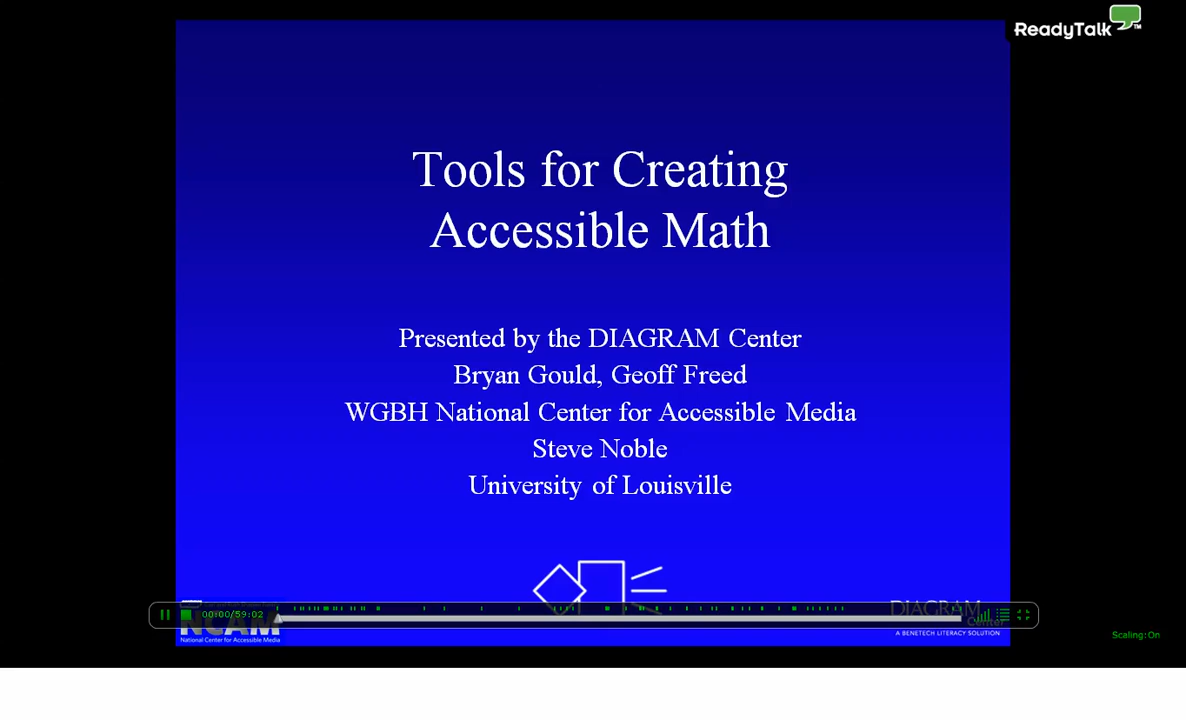 ReadyTalk™
Tools for Creating
Accessible Math
Presented by the DIAGRAM Center
Bryan Gould, Geoff Freed
WGBH National Center for Accessible Media
Steve Noble
University of Louisville
00:00/59:02
NCAM
National Center for Accessible Media
DIAGRAM
Center
A BENETECH LITERACY SOLUTION
Scaling: On